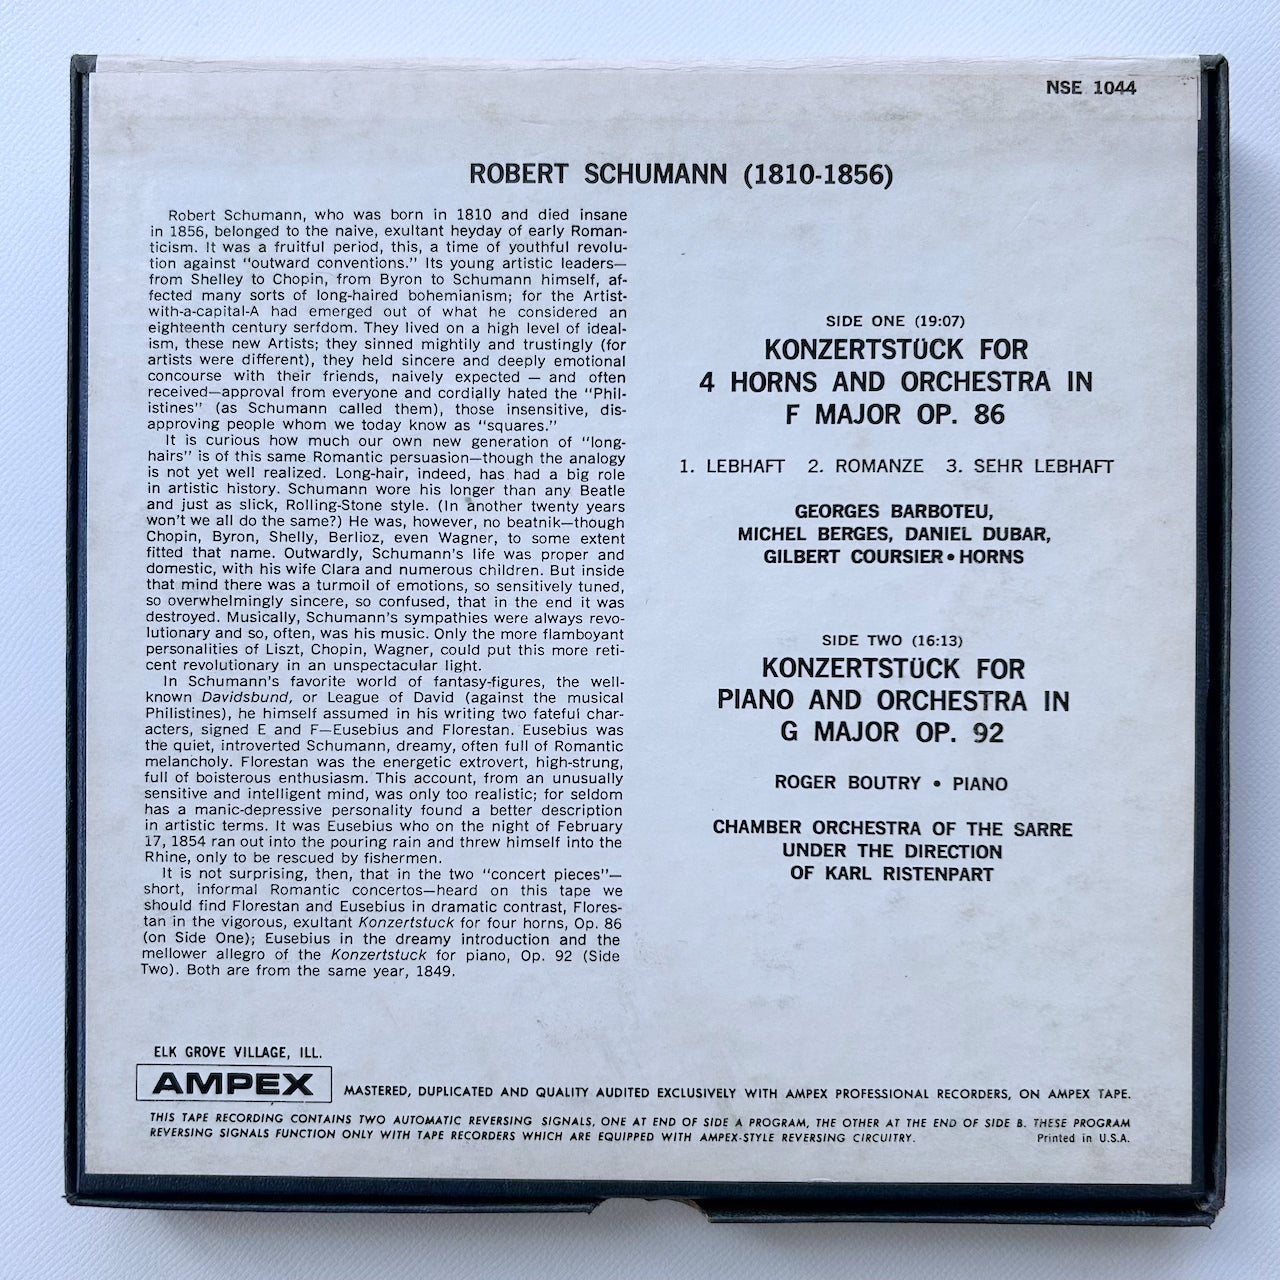 NSE 1044
ROBERT SCHUMANN (1810-1856)
Robert Schumann, who was born in 1810 and died insane
in 1856, belonged to the naive, exultant heyday of early Roman-
ticism. It was a fruitful period, this, a time of youthful revolu-
tion against "outward conventions." Its young artistic leaders—
from Shelley to Chopin, from Byron to Schumann himself, af-
fected many sorts of long-haired bohemianism; for the Artist-
with-a-capital-A had emerged out of what he considered an
eighteenth century serfdom. They lived on a high level of ideal-
ism, these new Artists; they sinned mightily and trustingly (for
artists were different), they held sincere and deeply emotional
concourse with their friends, naively expected — and often
received—approval from everyone and cordially hated the "Phil-
istines" (as Schumann called them), those insensitive, dis-
approving people whom we today know as "squares."
It is curious how much our own new generation of "long-
hairs" is of this same Romantic persuasion—though the analogy
is not yet well realized. Long-hair, indeed, has had a big role
in artistic history. Schumann wore his longer than any Beatle
and just as slick, Rolling-Stone style. (In another twenty years
won't we all do the same?) He was, however, no beatnik—though
Chopin, Byron, Shelly, Berlioz, even Wagner, to some extent
fitted that name. Outwardly, Schumann's life was proper and
domestic, with his wife Clara and numerous children. But inside
that mind there was a turmoil of emotions, so sensitively tuned,
so overwhelmingly sincere, so confused, that in the end it was
destroyed. Musically, Schumann's sympathies were always revo-
lutionary and so, often, was his music. Only the more flamboyant
personalities of Liszt, Chopin, Wagner, could put this more reti-
cent revolutionary in an unspectacular light.
In Schumann's favorite world of fantasy-figures, the well-
known Davidsbund, or League of David (against the musical
Philistines), he himself assumed in his writing two fateful char-
acters, signed E and F—Eusebius and Florestan. Eusebius was
the quiet, introverted Schumann, dreamy, often full of Romantic
melancholy. Florestan was the energetic extrovert, high-strung,
full of boisterous enthusiasm. This account, from an unusually
sensitive and intelligent mind, was only too realistic; for seldom
has a manic-depressive personality found a better description
in artistic terms. It was Eusebius who on the night of February
17, 1854 ran out into the pouring rain and threw himself into the
Rhine, only to be rescued by fishermen.
It is not surprising, then, that in the two "concert pieces"—
short, informal Romantic concertos—heard on this tape we
should find Florestan and Eusebius in dramatic contrast, Flores-
tan in the vigorous, exultant Konzertstuck for four horns, Op. 86
(on Side One); Eusebius in the dreamy introduction and the
mellower allegro of the Konzertstuck for piano, Op. 92 (Side
Two). Both are from the same year, 1849.
SIDE ONE (19:07)
KONZERTSTÜCK FOR
4 HORNS AND ORCHESTRA IN
F MAJOR OP. 86
1. LEBHAFT 2. ROMANZE 3. SEHR LEBHAFT
GEORGES BARBOTEU,
MICHEL BERGES, DANIEL DUBAR,
GILBERT COURSIER • HORNS
SIDE TWO (16:13)
KONZERTSTÜCK FOR
PIANO AND ORCHESTRA IN
G MAJOR OP. 92
ROGER BOUTRY • PIANO
CHAMBER ORCHESTRA OF THE SARRE
UNDER THE DIRECTION
OF KARL RISTENPART
ELK GROVE VILLAGE, ILL.
AMPEX MASTERED, DUPLICATED AND QUALITY AUDITED EXCLUSIVELY WITH AMPEX PROFESSIONAL RECORDERS, ON AMPEX TAPE.
THIS TAPE RECORDING CONTAINS TWO AUTOMATIC REVERSING SIGNALS, ONE AT END OF SIDE A PROGRAM, THE OTHER AT THE END OF SIDE B. THESE PROGRAM
REVERSING SIGNALS FUNCTION ONLY WITH TAPE RECORDERS WHICH ARE EQUIPPED WITH AMPEX-STYLE REVERSING CIRCUITRY. Printed in U.S.A.